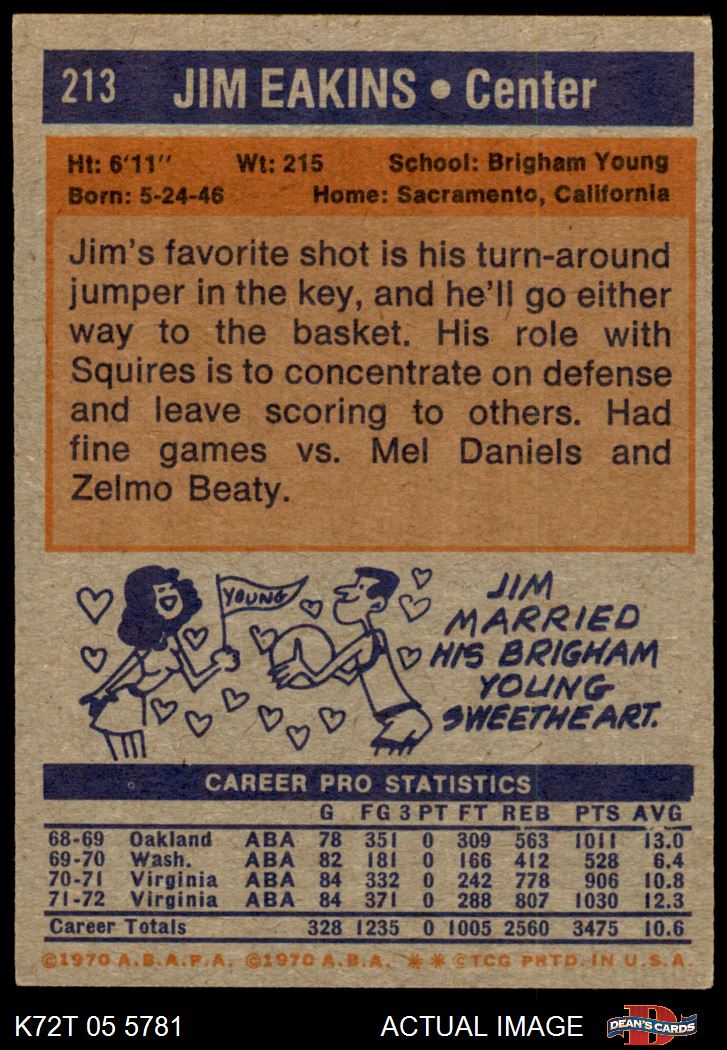 213 JIM EAKINS • Center
Ht: 6'11" Wt: 215 School: Brigham Young
Born: 5-24-46 Home: Sacramento, California
Jim's favorite shot is his turn-around
jumper in the key, and he'll go either
way to the basket. His role with
Squires is to concentrate on defense
and leave scoring to others. Had
fine games vs. Mel Daniels and
Zelmo Beaty.
YOUNG
JIM
MARRIED
HIS BRIGHAM
YOUNG
SWEETHEART.
CAREER PRO STATISTICS
G FG 3 PT FT REB PTS AVG
68-69 Oakland ABA 78 351 0 309 563 1011 13.0
69-70 Wash. ABA 82 181 0 166 412 528 6.4
70-71 Virginia ABA 84 332 0 242 778 906 10.8
71-72 Virginia ABA 84 371 0 288 807 1030 12.3
Career Totals 328 1235 0 1005 2560 3475 10.6
©1970 A.B.A.P.A. ©1970 A.B.A. ** ©TCG PRTD. IN U.S.A.
K72T 05 5781 ACTUAL IMAGE D DEAN'S CARDS